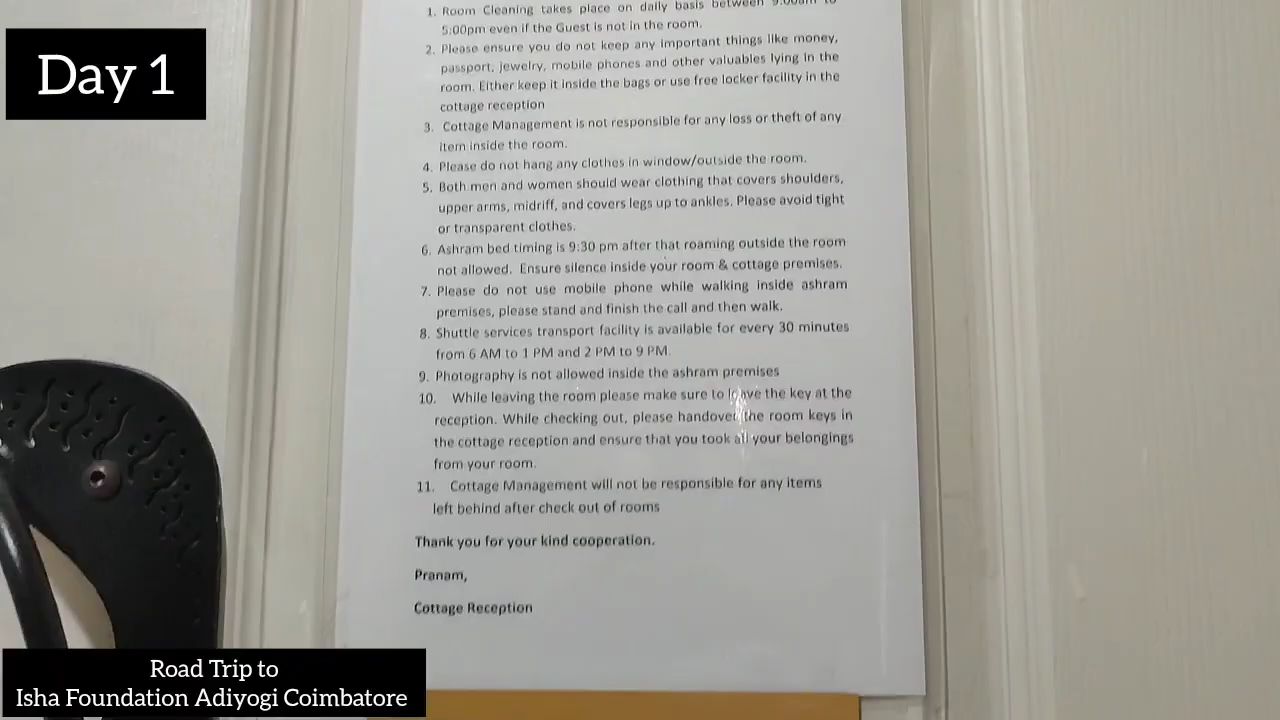 Day 1
1. Room Cleaning takes place on daily basis between 9:00am to
5:00pm even if the Guest is not in the room.
2. Please ensure you do not keep any important things like money,
passport, jewelry, mobile phones and other valuables lying in the
room. Either keep it inside the bags or use free locker facility in the
cottage reception
3. Cottage Management is not responsible for any loss or theft of any
item inside the room.
4. Please do not hang any clothes in window/outside the room.
5. Both men and women should wear clothing that covers shoulders,
upper arms, midriff, and covers legs up to ankles. Please avoid tight
or transparent clothes.
6. Ashram bed timing is 9:30 pm after that roaming outside the room
not allowed. Ensure silence inside your room & cottage premises.
7. Please do not use mobile phone while walking inside ashram
premises, please stand and finish the call and then walk.
8. Shuttle services transport facility is available for every 30 minutes
from 6 AM to 1 PM and 2 PM to 9 PM.
9. Photography is not allowed inside the ashram premises
10. While leaving the room please make sure to leave the key at the
reception. While checking out, please handover the room keys in
the cottage reception and ensure that you took all your belongings
from your room.
11. Cottage Management will not be responsible for any items
left behind after check out of rooms
Thank you for your kind cooperation.
Pranam,
Cottage Reception
Road Trip to
Isha Foundation Adiyogi Coimbatore